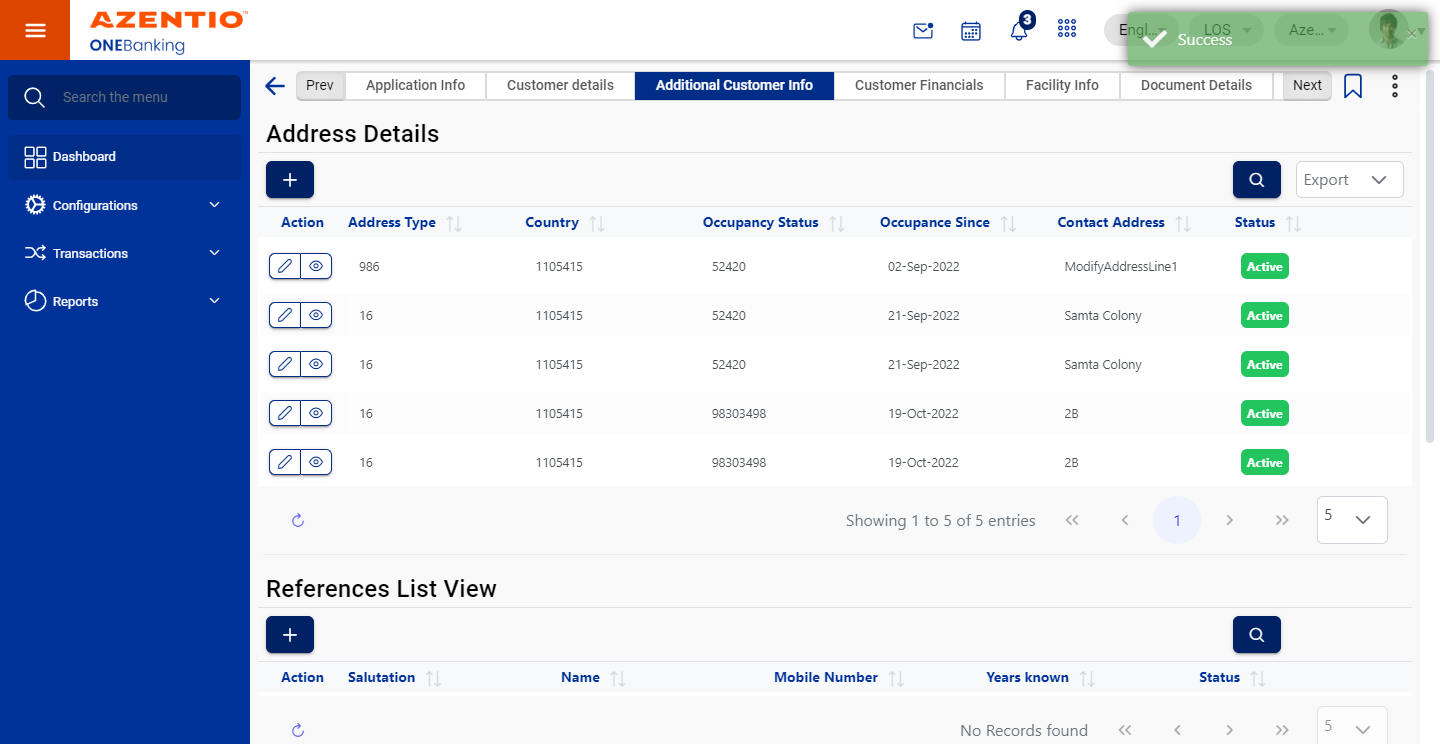 AZENTIO™
ONEBanking
3
Engl...
LOS
Aze...
Success
Search the menu
Dashboard
Configurations
Transactions
Reports
Prev
Application Info
Customer details
Additional Customer Info
Customer Financials
Facility Info
Document Details
Next
Address Details
Export
Action Address Type Country Occupancy Status Occupance Since Contact Address Status
986 1105415 52420 02-Sep-2022 ModifyAddressLine1 Active
16 1105415 52420 21-Sep-2022 Samta Colony Active
16 1105415 52420 21-Sep-2022 Samta Colony Active
16 1105415 98303498 19-Oct-2022 2B Active
16 1105415 98303498 19-Oct-2022 2B Active
Showing 1 to 5 of 5 entries 1 5
References List View
Action Salutation Name Mobile Number Years known Status
No Records found 5